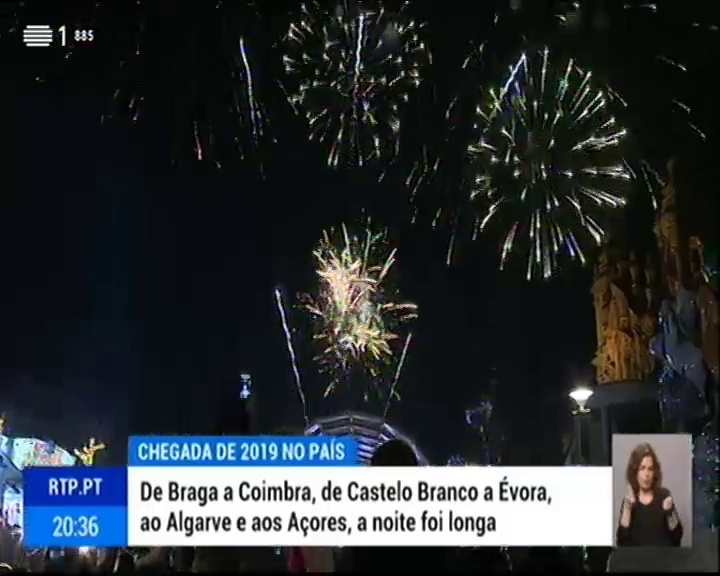 1 885
CHEGADA DE 2019 NO PAÍS
RTP.PT
De Braga a Coimbra, de Castelo Branco a Évora,
20:36
ao Algarve e aos Açores, a noite foi longa